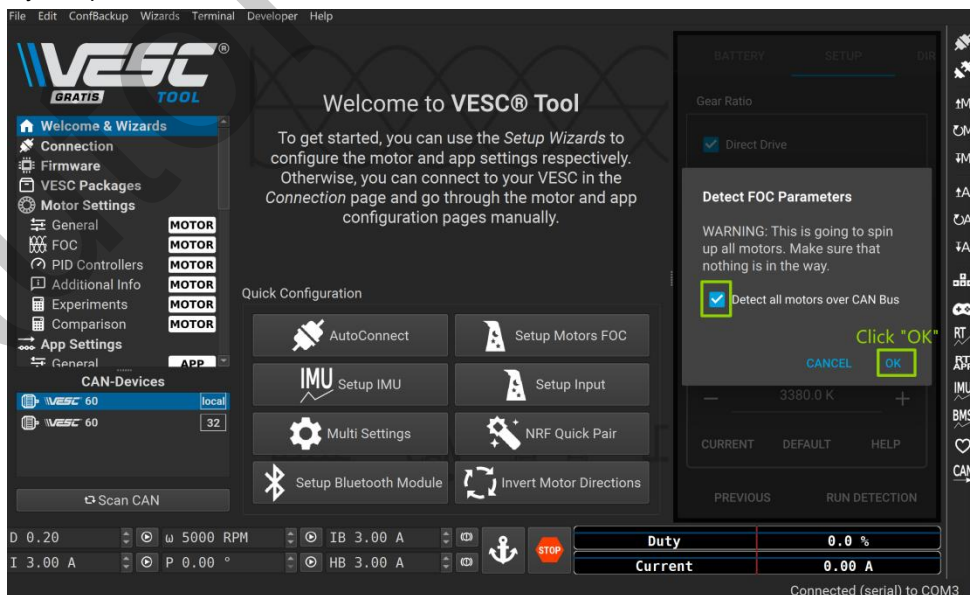 File Edit ConfBackup Wizards Terminal Developer Help
VESC®
GRATIS TOOL
Welcome & Wizards
Connection
Firmware
VESC Packages
Motor Settings
General MOTOR
FOC MOTOR
PID Controllers MOTOR
Additional Info MOTOR
Experiments MOTOR
Comparison MOTOR
App Settings
General APP
CAN-Devices
VESC 60 local
VESC 60 32
Scan CAN
Welcome to VESC® Tool
To get started, you can use the Setup Wizards to
configure the motor and app settings respectively.
Otherwise, you can connect to your VESC in the
Connection page and go through the motor and app
configuration pages manually.
Quick Configuration
AutoConnect
Setup Motors FOC
IMU Setup IMU
Setup Input
Multi Settings
NRF Quick Pair
Setup Bluetooth Module
Invert Motor Directions
BATTERY SETUP DIR
Gear Ratio
Direct Drive
Detect FOC Parameters
WARNING: This is going to spin
up all motors. Make sure that
nothing is in the way.
Detect all motors over CAN Bus
Click "OK"
CANCEL OK
3380.0 K
CURRENT DEFAULT HELP
PREVIOUS RUN DETECTION
RT
IMU
BMS
CAN
D 0.20 ω 5000 RPM IB 3.00 A
I 3.00 A P 0.00 ° HB 3.00 A
STOP
Duty 0.0 %
Current 0.00 A
Connected (serial) to COM3